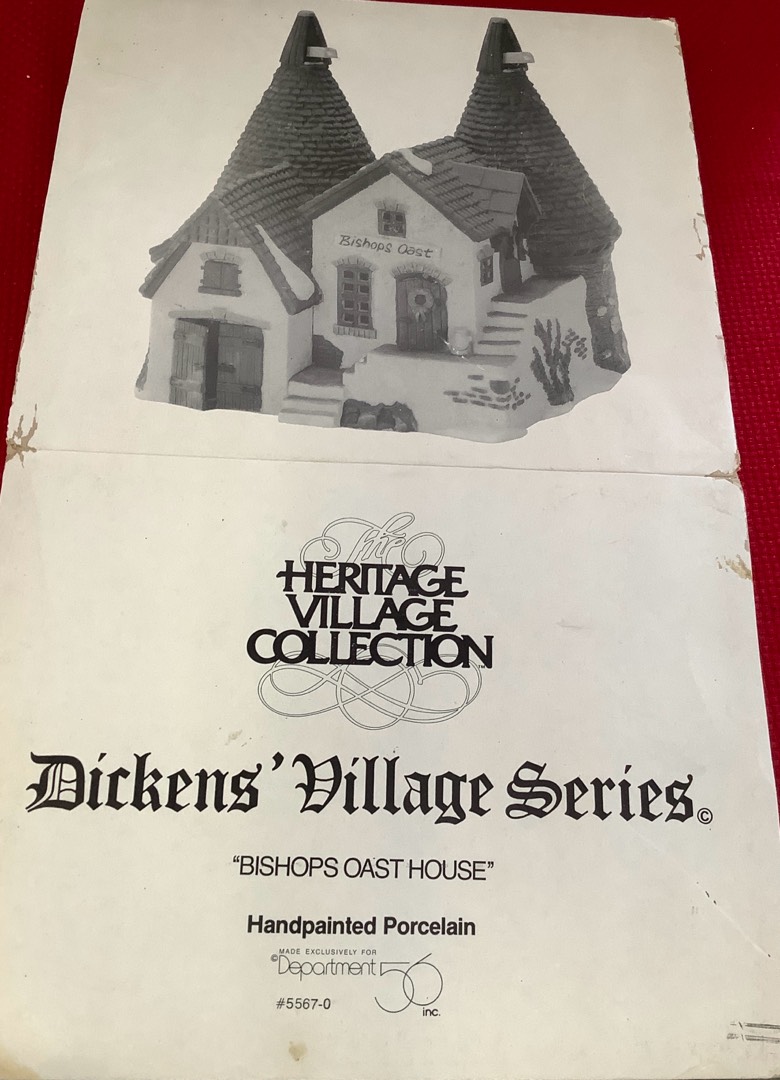 Bishops Oast
The
HERITAGE
VILLAGE
COLLECTION™
Dickens' Village Series©
“BISHOPS OAST HOUSE”
Handpainted Porcelain
MADE EXCLUSIVELY FOR
©Department 56
inc.
#5567-0